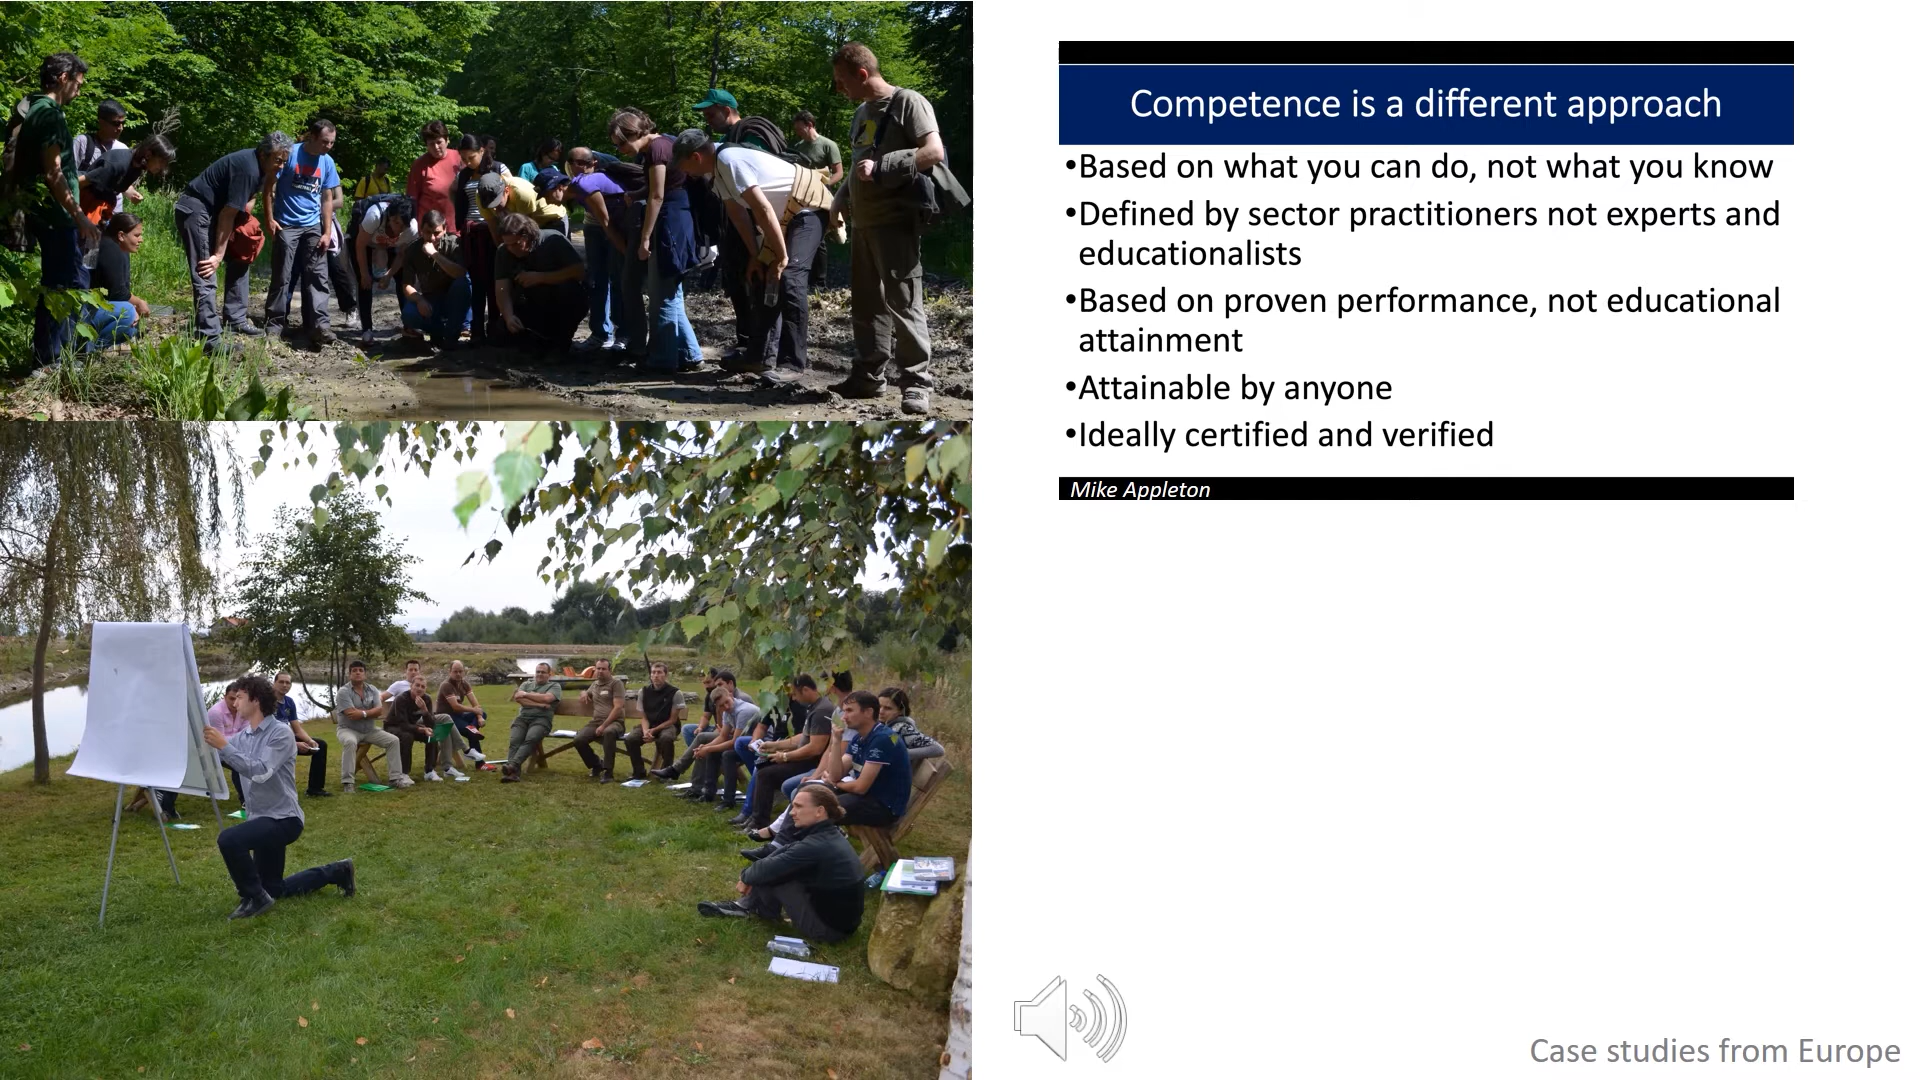 Competence is a different approach
•Based on what you can do, not what you know
•Defined by sector practitioners not experts and
educationalists
•Based on proven performance, not educational
attainment
•Attainable by anyone
•Ideally certified and verified
Mike Appleton
Case studies from Europe